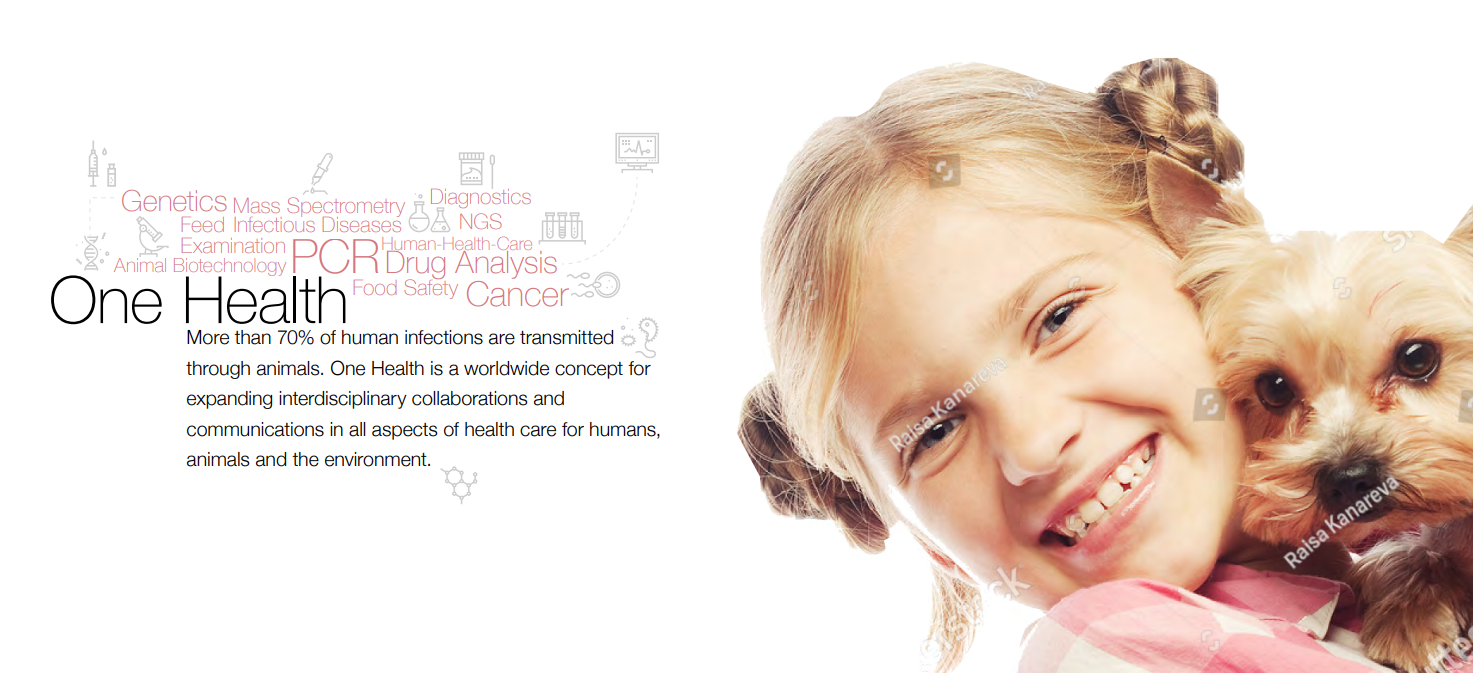 Genetics Mass Spectrometry Diagnostics
Feed Infectious Diseases NGS
Examination PCR Human-Health-Care
Animal Biotechnology Drug Analysis
Food Safety Cancer
One Health
More than 70% of human infections are transmitted
through animals. One Health is a worldwide concept for
expanding interdisciplinary collaborations and
communications in all aspects of health care for humans,
animals and the environment.
Raisa Kanareva
Raisa Kanareva